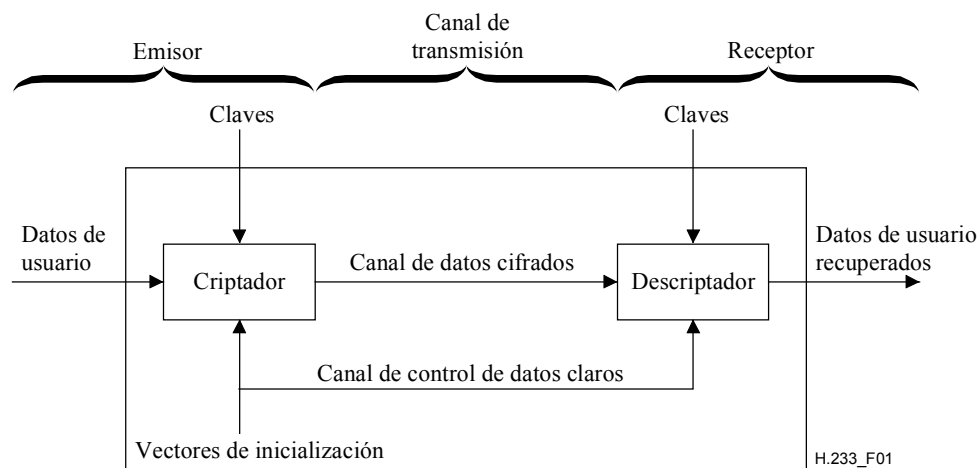 Emisor
Canal de
transmisión
Receptor
Claves
Claves
Datos de
usuario
Criptador
Canal de datos cifrados
Descriptador
Datos de usuario
recuperados
Canal de control de datos claros
Vectores de inicialización
H.233_F01